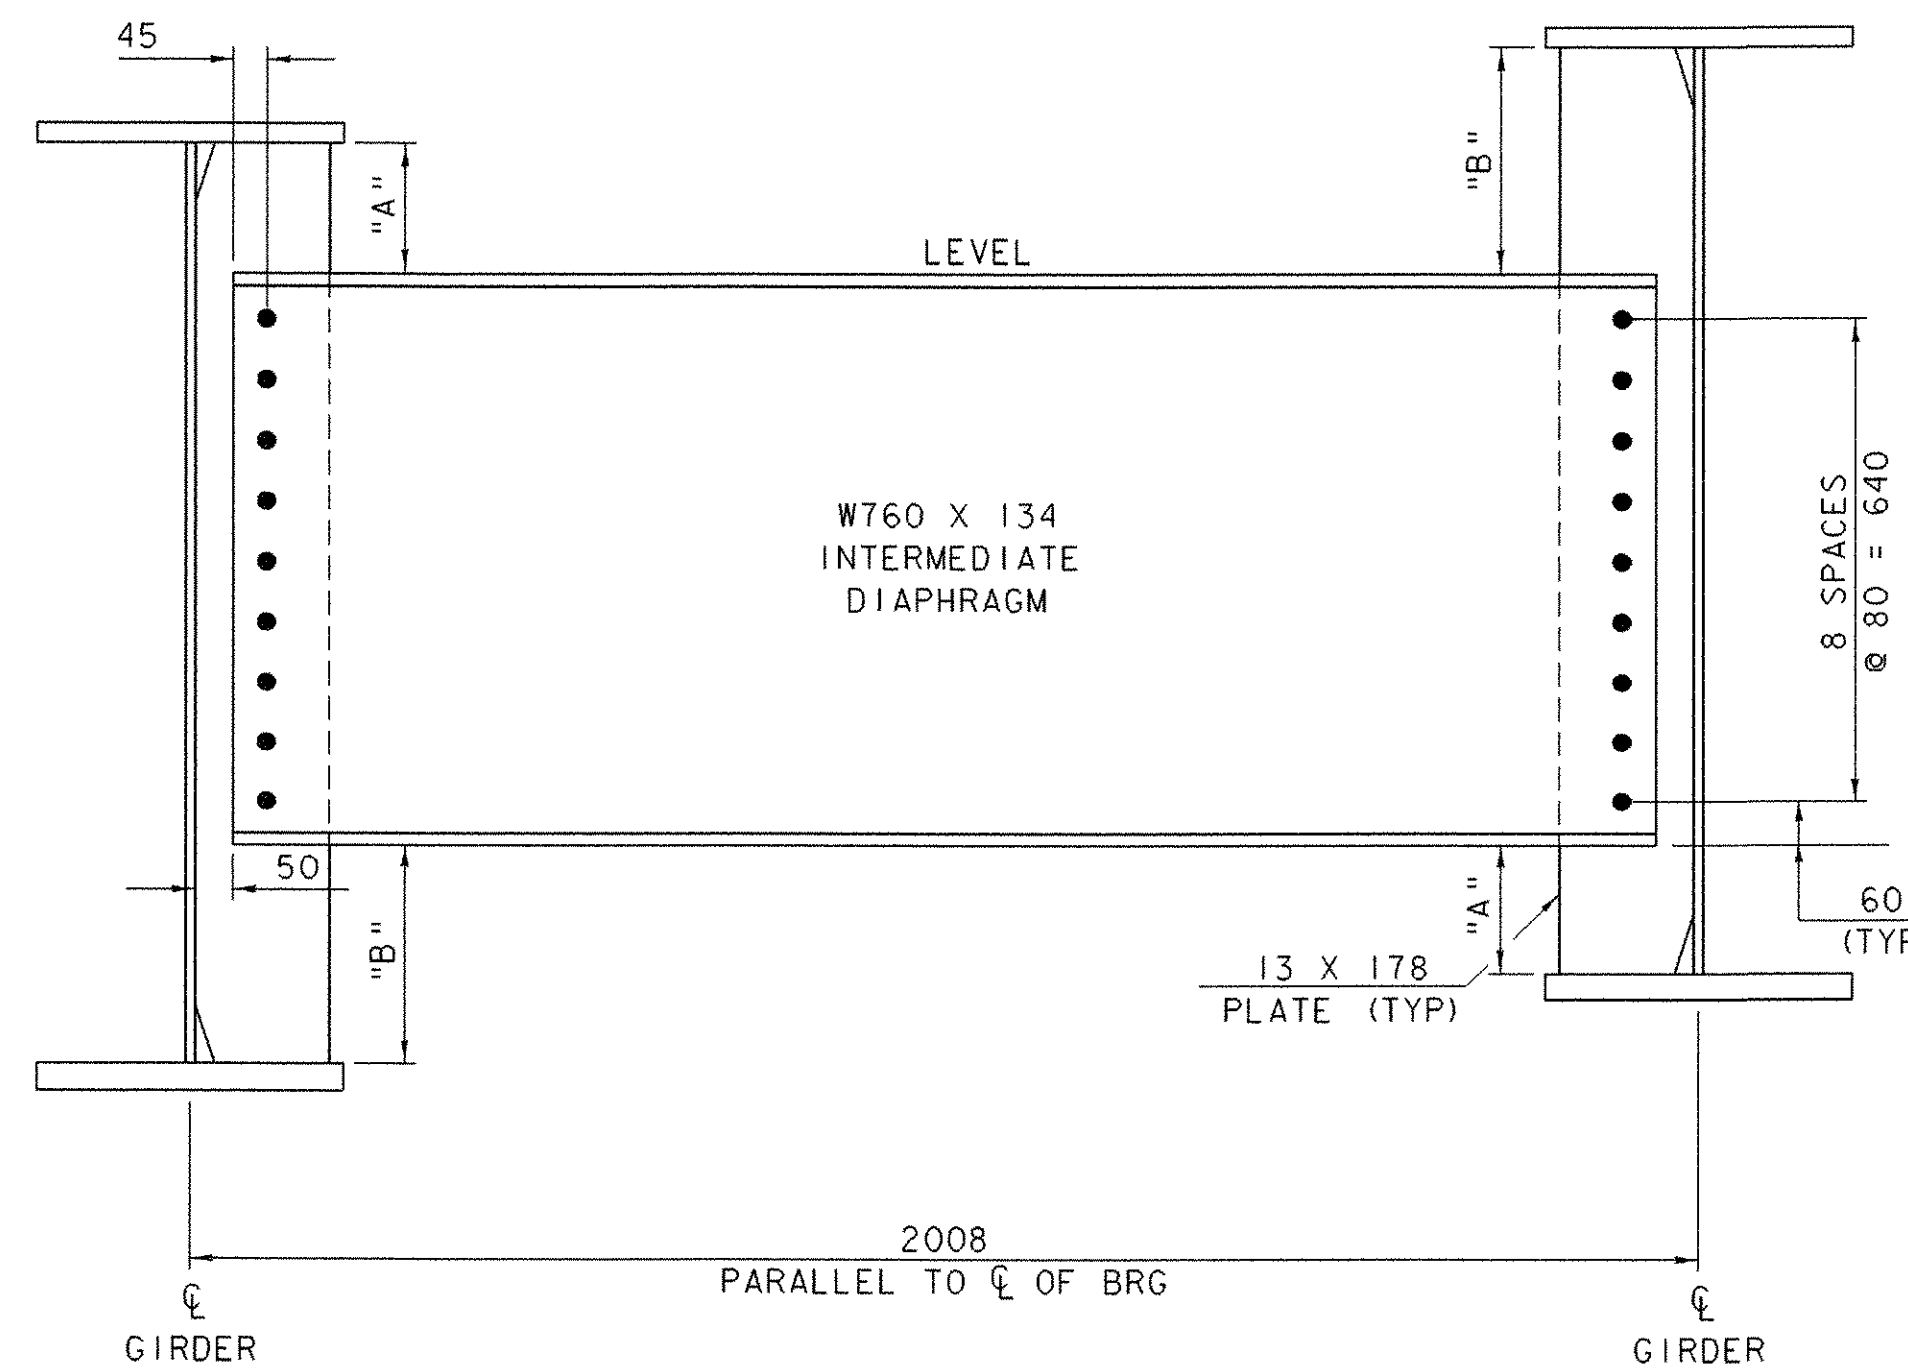 45
"A"
"B"
LEVEL
W760 X 134
INTERMEDIATE
DIAPHRAGM
8 SPACES
@ 80 = 640
50
"B"
"A"
60
(TYP
13 X 178
PLATE (TYP)
2008
PARALLEL TO ℄ OF BRG
℄
GIRDER
℄
GIRDER